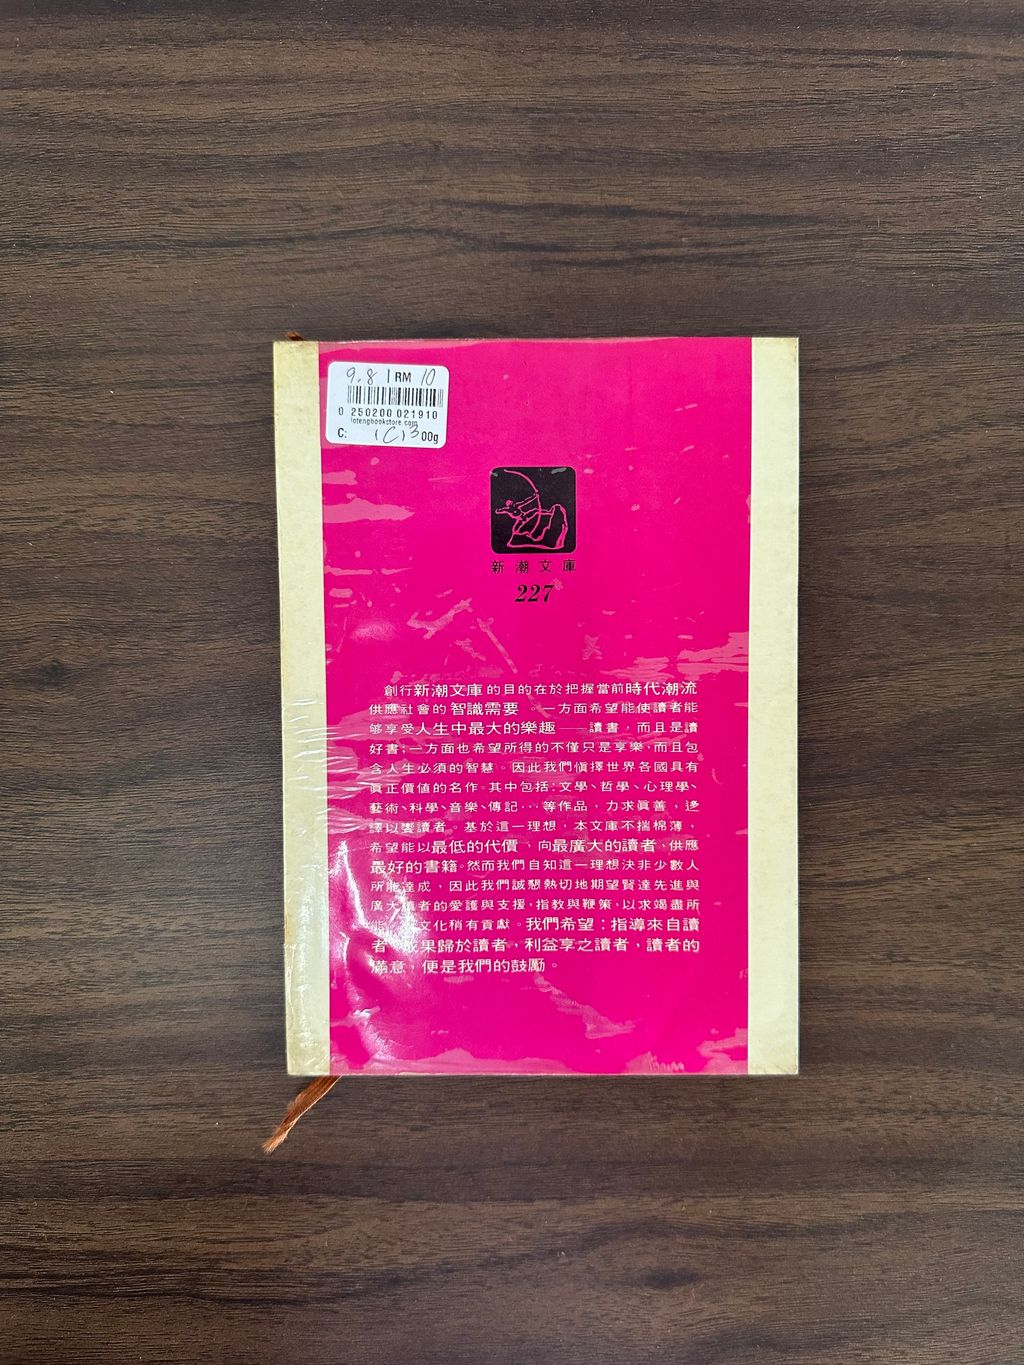 9.8 | RM 10
0 250200 021910
lotengbookstore.com
C: (C) 300g
新潮文庫
227
創行新潮文庫的目的在於把握當前時代潮流
供應社會的智識需要。一方面希望能使讀者能
够享受人生中最大的樂趣——讀書，而且是讀
好書；一方面也希望所得的不僅只是享樂，而且包
含人生必須的智慧。因此我們愼擇世界各國具有
眞正價値的名作。其中包括：文學、哲學、心理學、
藝術、科學、音樂、傳記…等作品，力求眞善，迻
譯以饗讀者。基於這一理想，本文庫不揣棉薄，
希望能以最低的代價，向最廣大的讀者，供應
最好的書籍。然而我們自知這一理想決非少數人
所能達成，因此我們誠懇熱切地期望賢達先進與
廣大讀者的愛護與支援，指教與鞭策，以求竭盡所
能，文化稍有貢獻。我們希望：指導來自讀
者，成果歸於讀者，利益享之讀者，讀者的
滿意，便是我們的鼓勵。